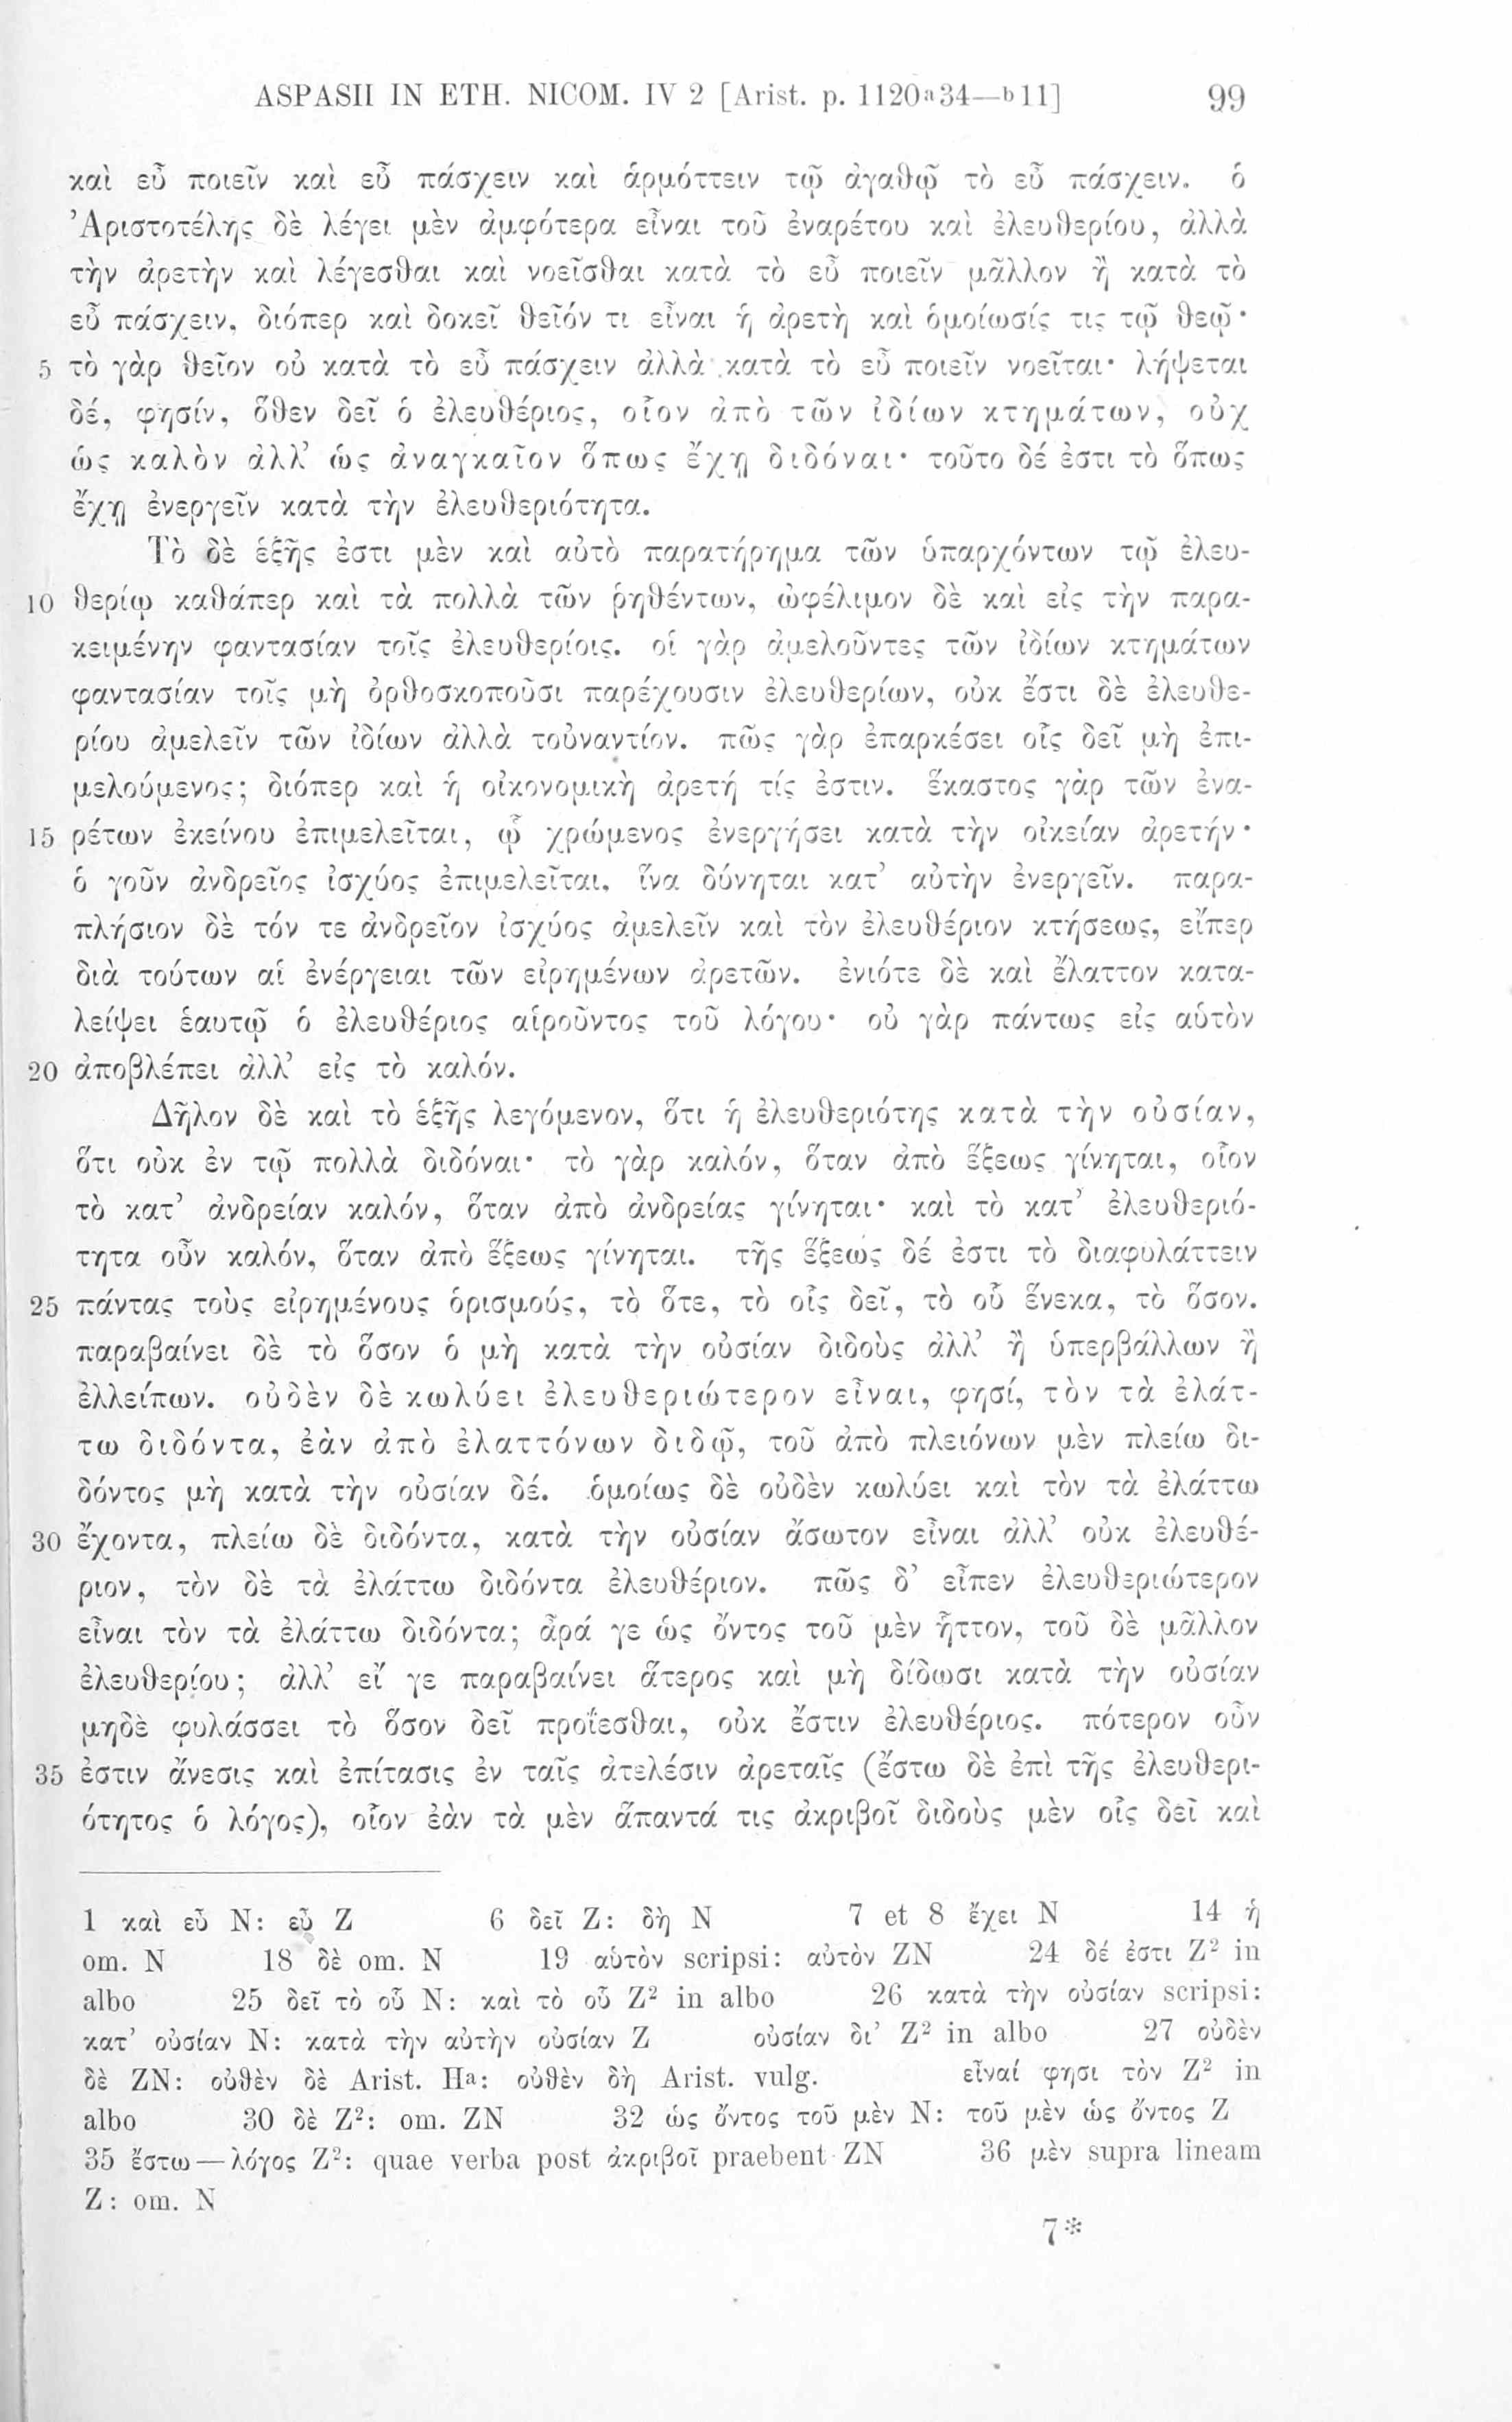 ASPASII IN ETH. NICOM. IV 2 [Arist. p. 1120a34—b11] 99
καὶ εὖ ποιεῖν καὶ εὖ πάσχειν καὶ ἁρμόττειν τῷ ἀγαθῷ τὸ εὖ πάσχειν. ὁ
Ἀριστοτέλης δὲ λέγει μὲν ἀμφότερα εἶναι τοῦ ἐναρέτου καὶ ἐλευθερίου, ἀλλὰ
τὴν ἀρετὴν καὶ λέγεσθαι καὶ νοεῖσθαι κατὰ τὸ εὖ ποιεῖν μᾶλλον ἢ κατὰ τὸ
εὖ πάσχειν, διόπερ καὶ δοκεῖ θεῖόν τι εἶναι ἡ ἀρετὴ καὶ ὁμοίωσίς τις τῷ θεῷ·
5 τὸ γὰρ θεῖον οὐ κατὰ τὸ εὖ πάσχειν ἀλλὰ κατὰ τὸ εὖ ποιεῖν νοεῖται· λήψεται
δέ, φησίν, ὅθεν δεῖ ὁ ἐλευθέριος, οἷον ἀπὸ τῶν ἰδίων κτημάτων, οὐχ
ὡς καλὸν ἀλλ’ ὡς ἀναγκαῖον ὅπως ἔχῃ διδόναι· τοῦτο δέ ἐστι τὸ ὅπως
ἔχῃ ἐνεργεῖν κατὰ τὴν ἐλευθεριότητα.
Τὸ δὲ ἑξῆς ἐστι μὲν καὶ αὐτὸ παρατήρημα τῶν ὑπαρχόντων τῷ ἐλευ-
10 θερίῳ καθάπερ καὶ τὰ πολλὰ τῶν ῥηθέντων, ὠφέλιμον δὲ καὶ εἰς τὴν παρα-
κειμένην φαντασίαν τοῖς ἐλευθερίοις. οἱ γὰρ ἀμελοῦντες τῶν ἰδίων κτημάτων
φαντασίαν τοῖς μὴ ὀρθοσκοποῦσι παρέχουσιν ἐλευθερίων, οὐκ ἔστι δὲ ἐλευθε-
ρίου ἀμελεῖν τῶν ἰδίων ἀλλὰ τοὐναντίον. πῶς γὰρ ἐπαρκέσει οἷς δεῖ μὴ ἐπι-
μελούμενος; διόπερ καὶ ἡ οἰκονομικὴ ἀρετή τίς ἐστιν. ἕκαστος γὰρ τῶν ἐνα-
15 ρέτων ἐκείνου ἐπιμελεῖται, ᾧ χρώμενος ἐνεργήσει κατὰ τὴν οἰκείαν ἀρετήν·
ὁ γοῦν ἀνδρεῖος ἰσχύος ἐπιμελεῖται, ἵνα δύνηται κατ’ αὐτὴν ἐνεργεῖν. παρα-
πλήσιον δὲ τόν τε ἀνδρεῖον ἰσχύος ἀμελεῖν καὶ τὸν ἐλευθέριον κτήσεως, εἴπερ
διὰ τούτων αἱ ἐνέργειαι τῶν εἰρημένων ἀρετῶν. ἐνιότε δὲ καὶ ἔλαττον κατα-
λείψει ἑαυτῷ ὁ ἐλευθέριος αἱροῦντος τοῦ λόγου· οὐ γὰρ πάντως εἰς αὑτὸν
20 ἀποβλέπει ἀλλ’ εἰς τὸ καλόν.
Δῆλον δὲ καὶ τὸ ἑξῆς λεγόμενον, ὅτι ἡ ἐλευθεριότης κατὰ τὴν οὐσίαν,
ὅτι οὐκ ἐν τῷ πολλὰ διδόναι· τὸ γὰρ καλόν, ὅταν ἀπὸ ἕξεως γίνηται, οἷον
τὸ κατ’ ἀνδρείαν καλόν, ὅταν ἀπὸ ἀνδρείας γίνηται· καὶ τὸ κατ’ ἐλευθεριό-
τητα οὖν καλόν, ὅταν ἀπὸ ἕξεως γίνηται. τῆς ἕξεως δέ ἐστι τὸ διαφυλάττειν
25 πάντας τοὺς εἰρημένους ὁρισμούς, τὸ ὅτε, τὸ οἷς δεῖ, τὸ οὗ ἕνεκα, τὸ ὅσον.
παραβαίνει δὲ τὸ ὅσον ὁ μὴ κατὰ τὴν οὐσίαν διδοὺς ἀλλ’ ἢ ὑπερβάλλων ἢ
ἐλλείπων. οὐδὲν δὲ κωλύει ἐλευθεριώτερον εἶναι, φησί, τὸν τὰ ἐλάτ-
τω διδόντα, ἐὰν ἀπὸ ἐλαττόνων διδῷ, τοῦ ἀπὸ πλειόνων μὲν πλείω δι-
δόντος μὴ κατὰ τὴν οὐσίαν δέ. ὁμοίως δὲ οὐδὲν κωλύει καὶ τὸν τὰ ἐλάττω
30 ἔχοντα, πλείω δὲ διδόντα, κατὰ τὴν οὐσίαν ἄσωτον εἶναι ἀλλ’ οὐκ ἐλευθέ-
ριον, τὸν δὲ τὰ ἐλάττω διδόντα ἐλευθέριον. πῶς δ’ εἶπεν ἐλευθεριώτερον
εἶναι τὸν τὰ ἐλάττω διδόντα; ἆρά γε ὡς ὄντος τοῦ μὲν ἧττον, τοῦ δὲ μᾶλλον
ἐλευθερίου; ἀλλ’ εἴ γε παραβαίνει ἅτερος καὶ μὴ δίδωσι κατὰ τὴν οὐσίαν
μηδὲ φυλάσσει τὸ ὅσον δεῖ προΐεσθαι, οὐκ ἔστιν ἐλευθέριος. πότερον οὖν
35 ἐστιν ἄνεσις καὶ ἐπίτασις ἐν ταῖς ἀτελέσιν ἀρεταῖς (ἔστω δὲ ἐπὶ τῆς ἐλευθερι-
ότητος ὁ λόγος), οἷον ἐὰν τὰ μὲν ἅπαντά τις ἀκριβοῖ διδοὺς μὲν οἷς δεῖ καὶ
1 καὶ εὖ N: εὖ Z 6 δεῖ Z: δὴ N 7 et 8 ἔχει N 14 ἡ
om. N 18 δὲ om. N 19 αὑτὸν scripsi: αὐτὸν ZN 24 δέ ἐστι Z² in
albo 25 δεῖ τὸ οὗ N: καὶ τὸ οὗ Z² in albo 26 κατὰ τὴν οὐσίαν scripsi:
κατ’ οὐσίαν N: κατὰ τὴν αὐτὴν οὐσίαν Z οὐσίαν δι’ Z² in albo 27 οὐδὲν
δὲ ZN: οὐθὲν δὲ Arist. Πa: οὐθὲν δὴ Arist. vulg. εἶναί φησι τὸν Z² in
albo 30 δὲ Z²: om. ZN 32 ὡς ὄντος τοῦ μὲν N: τοῦ μὲν ὡς ὄντος Z
35 ἔστω—λόγος Z²: quae verba post ἀκριβοῖ praebent ZN 36 μὲν supra lineam
Z: om. N
7*